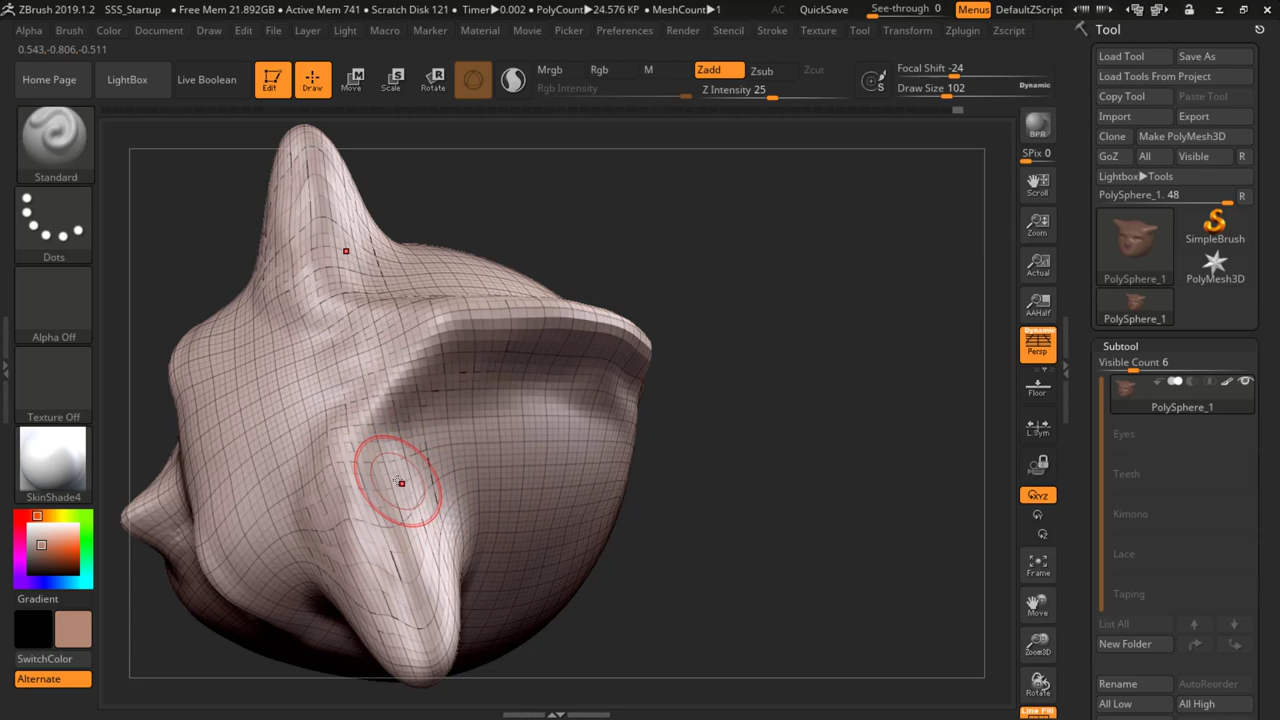 ZBrush 2019.1.2 SSS_Startup • Free Mem 21.892GB • Active Mem 741 • Scratch Disk 121 • Timer▶0.002 • PolyCount▶24.576 KP • MeshCount▶1 AC QuickSave See-through 0 Menus DefaultZScript
Alpha Brush Color Document Draw Edit File Layer Light Macro Marker Material Movie Picker Preferences Render Stencil Stroke Texture Tool Transform Zplugin Zscript
0.543,-0.806,-0.511
Home Page LightBox Live Boolean
Edit Draw Move Scale Rotate
Mrgb Rgb M Zadd Zsub Zcut
Rgb Intensity Z Intensity 25
Focal Shift -24
Draw Size 102 Dynamic
Standard
Dots
Alpha Off
Texture Off
SkinShade4
Gradient
SwitchColor
Alternate
BPR
SPix 0
Scroll
Zoom
Actual
AAHalf
Dynamic
Persp
Floor
L.Sym
XYZ
Frame
Move
Zoom3D
Rotate
Line Fill
Tool
Load Tool Save As
Load Tools From Project
Copy Tool Paste Tool
Import Export
Clone Make PolyMesh3D
GoZ All Visible R
Lightbox▶Tools
PolySphere_1. 48 R
PolySphere_1 SimpleBrush
PolyMesh3D
PolySphere_1
Subtool
Visible Count 6
PolySphere_1
Eyes
Teeth
Kimono
Lace
Taping
List All
New Folder
Rename AutoReorder
All Low All High